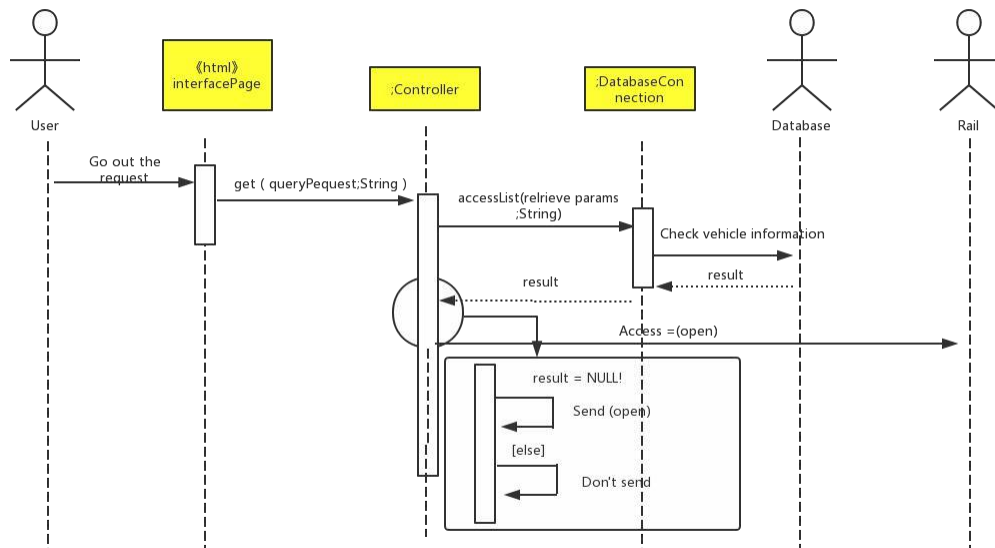 《html》
interfacePage
;Controller
;DatabaseCon
nection
User
Database
Rail
Go out the
request
get ( queryPequest;String )
accessList(relrieve params
;String)
Check vehicle information
result
result
Access =(open)
result = NULL!
Send (open)
[else]
Don't send